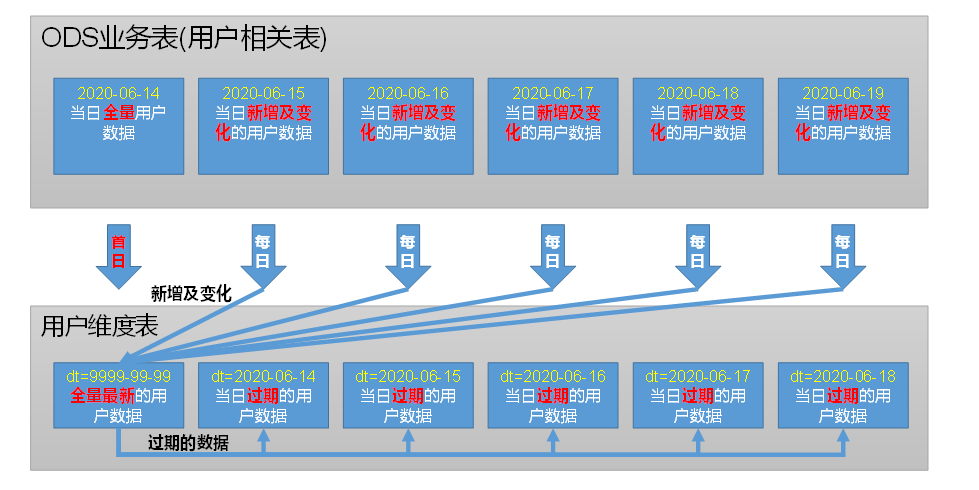 ODS业务表(用户相关表)
2020-06-14
当日全量用户
数据
2020-06-15
当日新增及变
化的用户数据
2020-06-16
当日新增及变
化的用户数据
2020-06-17
当日新增及变
化的用户数据
2020-06-18
当日新增及变
化的用户数据
2020-06-19
当日新增及变
化的用户数据
首
日
每
日
每
日
每
日
每
日
每
日
新增及变化
用户维度表
dt=9999-99-99
全量最新的用
户数据
dt=2020-06-14
当日过期的用
户数据
dt=2020-06-15
当日过期的用
户数据
dt=2020-06-16
当日过期的用
户数据
dt=2020-06-17
当日过期的用
户数据
dt=2020-06-18
当日过期的用
户数据
过期的数据